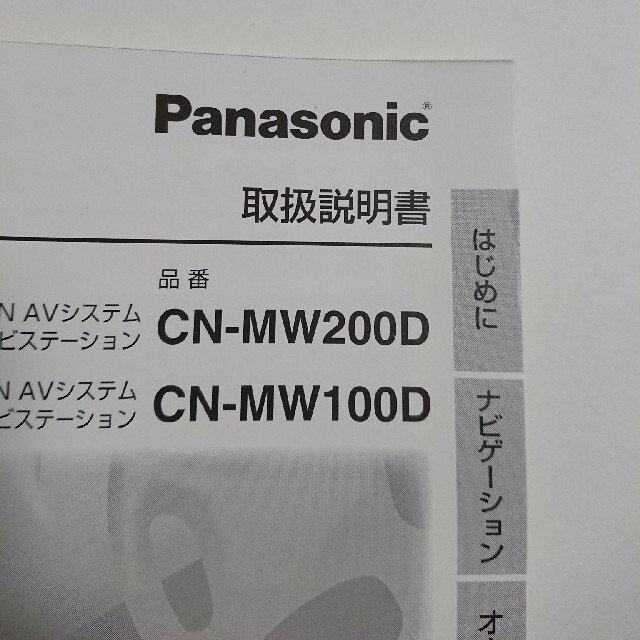 Panasonic®
取扱説明書
品番
N AVシステム
ビステーション CN-MW200D
N AVシステム
ビステーション CN-MW100D
はじめに
ナビゲーション
オ